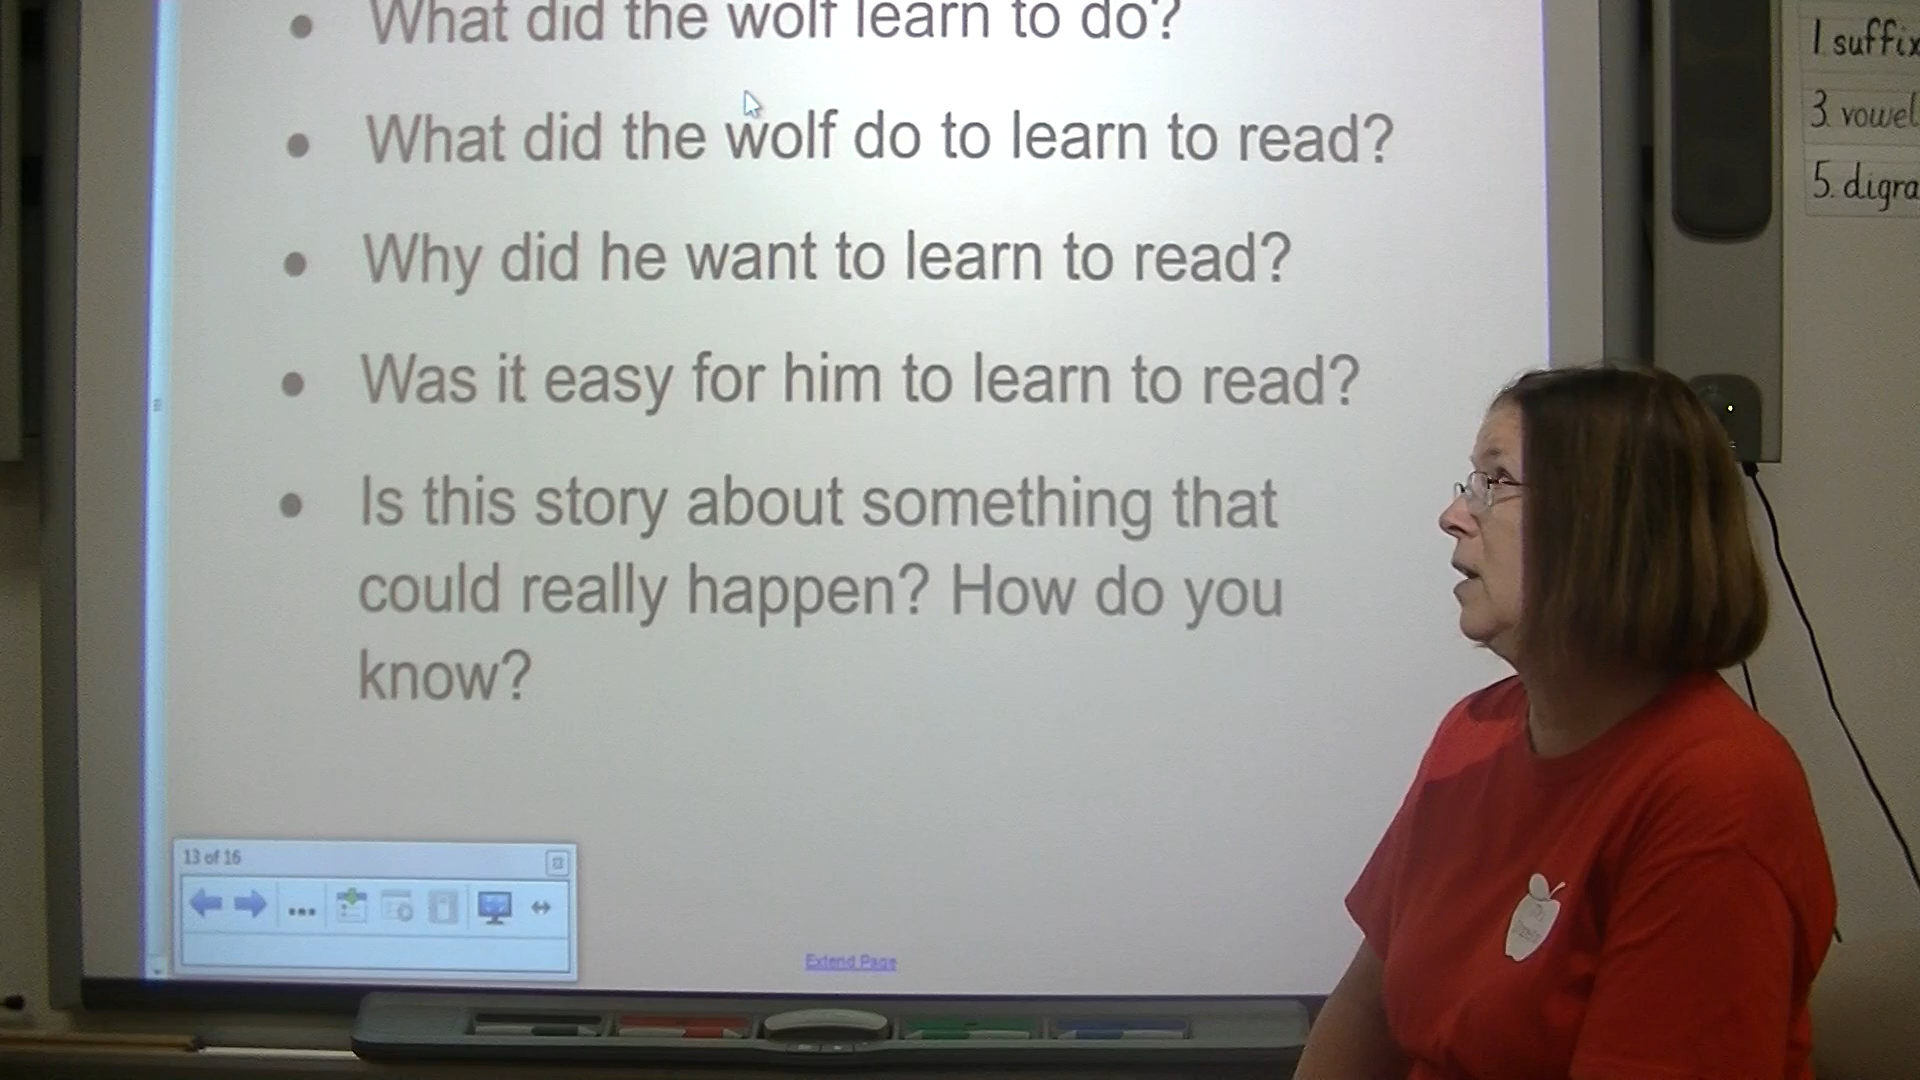 • What did the wolf learn to do?
• What did the wolf do to learn to read?
• Why did he want to learn to read?
• Was it easy for him to learn to read?
• Is this story about something that
could really happen? How do you
know?
13 of 16
Extend Page
1. suffix
3. vowel
5. digra